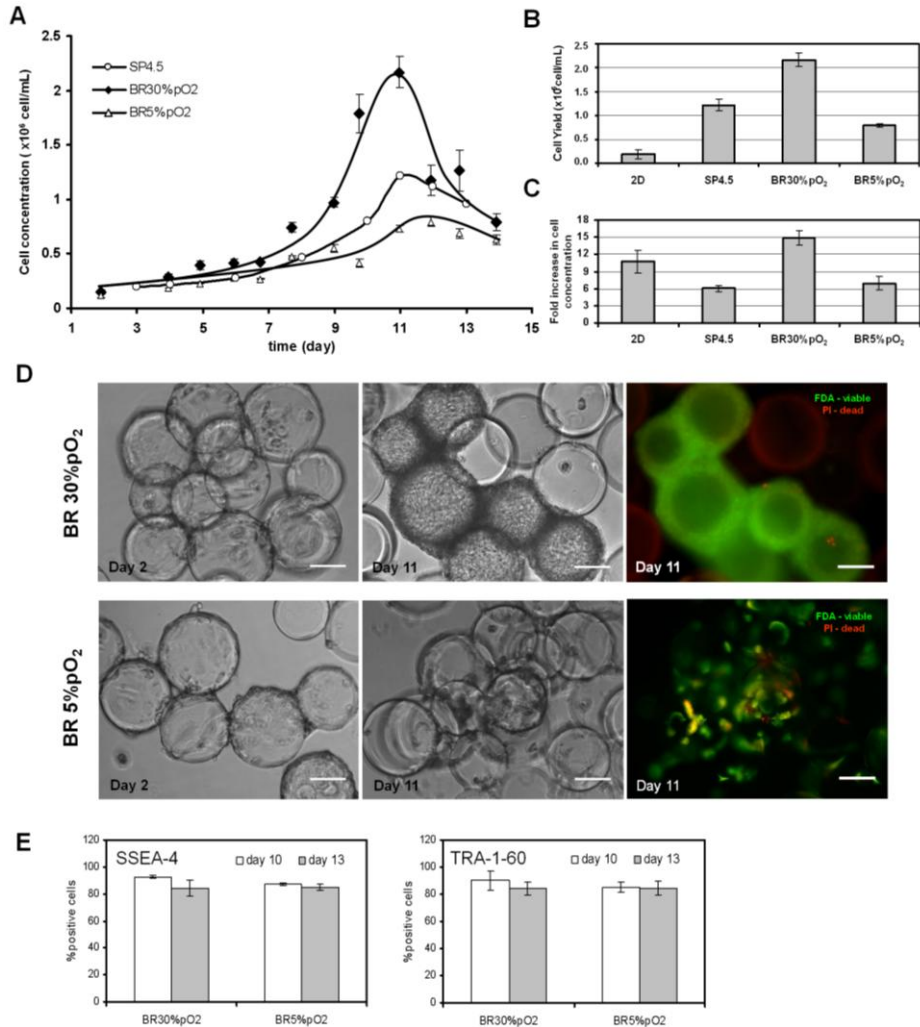 A
Cell concentration ( x10⁶ cell/mL)
2.5
2
1.5
1
0.5
0
SP4.5
BR30%pO2
BR5%pO2
1 3 5 7 9 11 13 15
time (day)
B
Cell Yield (x10⁶cell/mL)
2.5
2.0
1.5
1.0
0.5
0.0
2D SP4.5 BR30%pO₂ BR5%pO₂
C
Fold increase in cell
concentration
18
15
12
9
6
3
0
2D SP4.5 BR30%pO₂ BR5%pO₂
D
BR 30%pO₂
Day 2
Day 11
FDA - viable
PI - dead
Day 11
BR 5%pO₂
Day 2
Day 11
FDA - viable
PI - dead
Day 11
E
SSEA-4
day 10 day 13
%positive cells
120
100
80
60
40
20
0
BR30%pO2 BR5%pO2
TRA-1-60
day 10 day 13
%positive cells
120
100
80
60
40
20
0
BR30%pO2 BR5%pO2